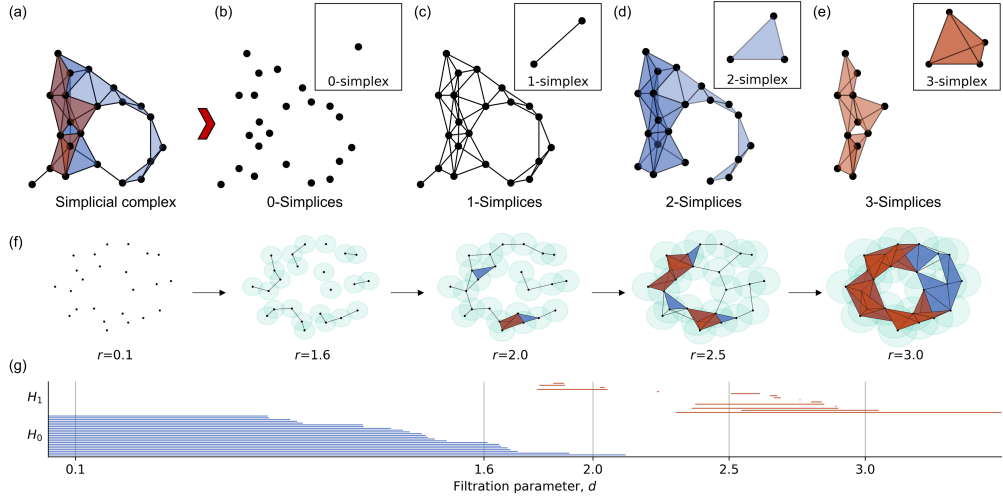 (a)
(b)
(c)
(d)
(e)
0-simplex
1-simplex
2-simplex
3-simplex
Simplicial complex
0-Simplices
1-Simplices
2-Simplices
3-Simplices
(f)
r=0.1
r=1.6
r=2.0
r=2.5
r=3.0
(g)
H1
H0
0.1
1.6
2.0
2.5
3.0
Filtration parameter, d